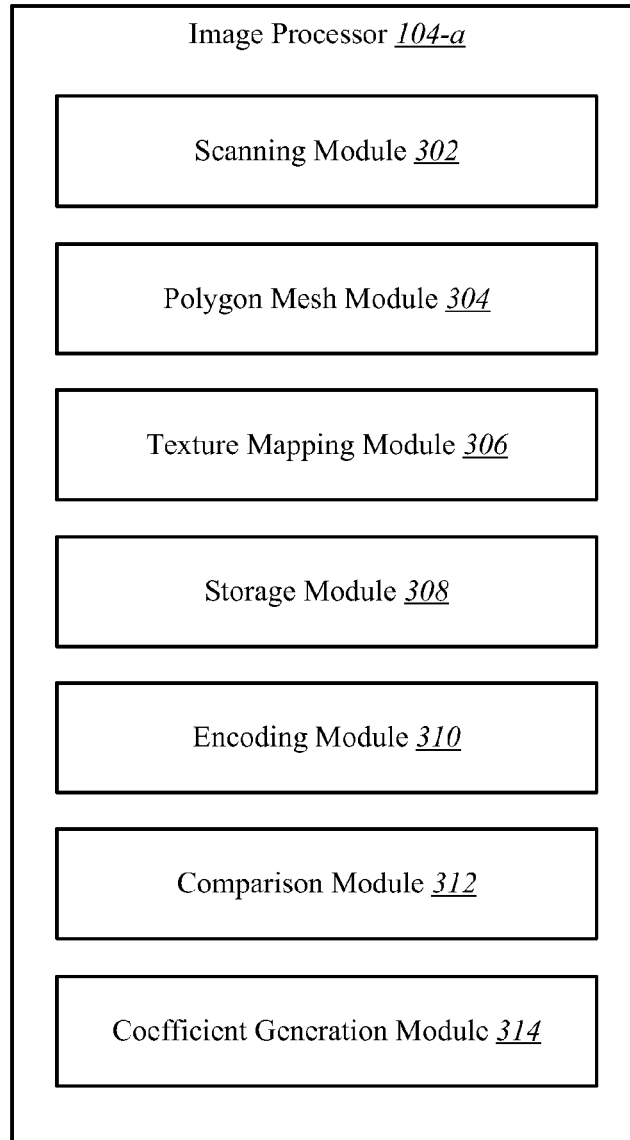 Image Processor 104-a
Scanning Module 302
Polygon Mesh Module 304
Texture Mapping Module 306
Storage Module 308
Encoding Module 310
Comparison Module 312
Coefficient Generation Module 314